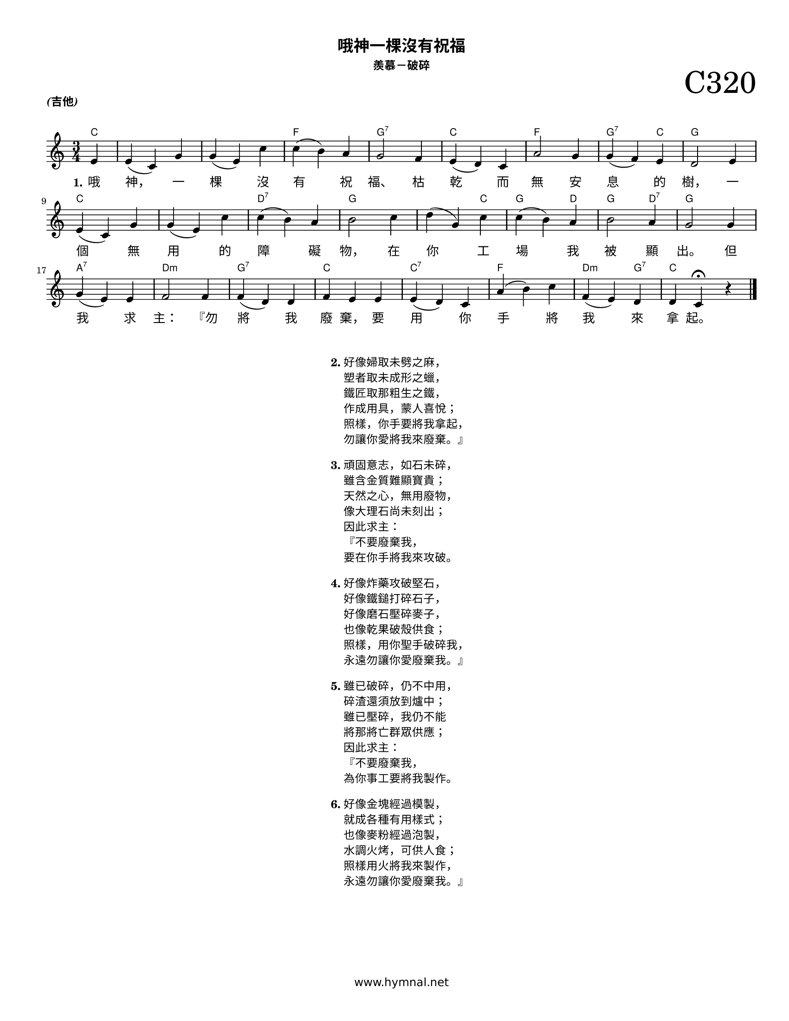 哦神一棵沒有祝福
羨慕－破碎
C320
(吉他)
C F G7 C F G7 C G
1. 哦 神， 一 棵 沒 有 祝 福、 枯 乾 而 無 安 息 的 樹， 一
9
C D7 G C G D G D7 G
個 無 用 的 障 礙 物， 在 你 工 場 我 被 顯 出。 但
17
A7 Dm G7 C C7 F Dm G7 C
我 求 主： 『勿 將 我 廢 棄， 要 用 你 手 將 我 來 拿 起。
2. 好像婦取未劈之麻，
塑者取未成形之蠟，
鐵匠取那粗生之鐵，
作成用具，蒙人喜悅；
照樣，你手要將我拿起，
勿讓你愛將我來廢棄。』
3. 頑固意志，如石未碎，
雖含金質難顯寶貴；
天然之心，無用廢物，
像大理石尚未刻出；
因此求主：
『不要廢棄我，
要在你手將我來攻破。
4. 好像炸藥攻破堅石，
好像鐵鎚打碎石子，
好像磨石壓碎麥子，
也像乾果破殼供食；
照樣，用你聖手破碎我，
永遠勿讓你愛廢棄我。』
5. 雖已破碎，仍不中用，
碎渣還須放到爐中；
雖已壓碎，我仍不能
將那將亡群眾供應；
因此求主：
『不要廢棄我，
為你事工要將我製作。
6. 好像金塊經過模製，
就成各種有用樣式；
也像麥粉經過泡製，
水調火烤，可供人食；
照樣用火將我來製作，
永遠勿讓你愛廢棄我。』
www.hymnal.net